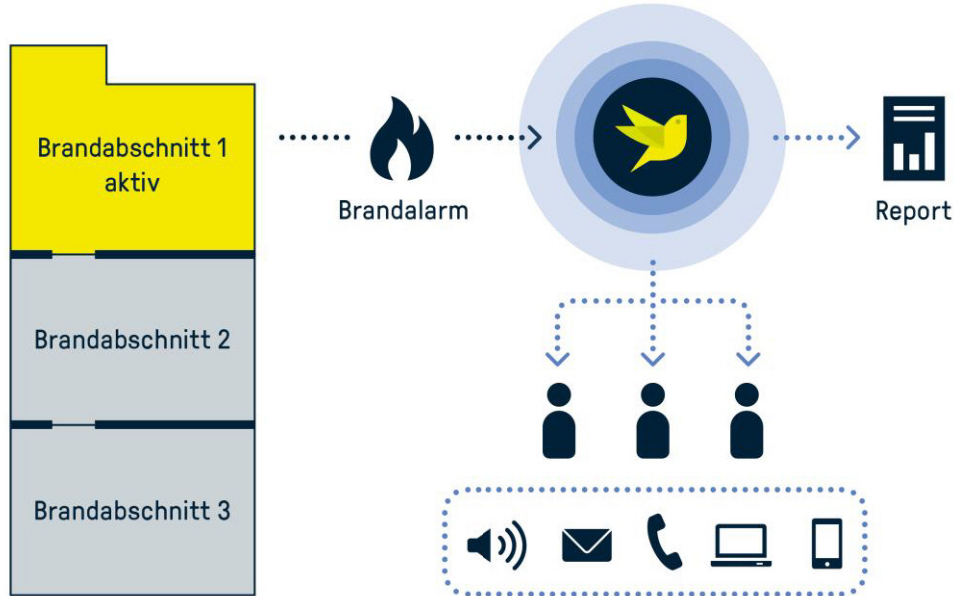 Brandabschnitt 1
aktiv
Brandalarm
Report
Brandabschnitt 2
Brandabschnitt 3